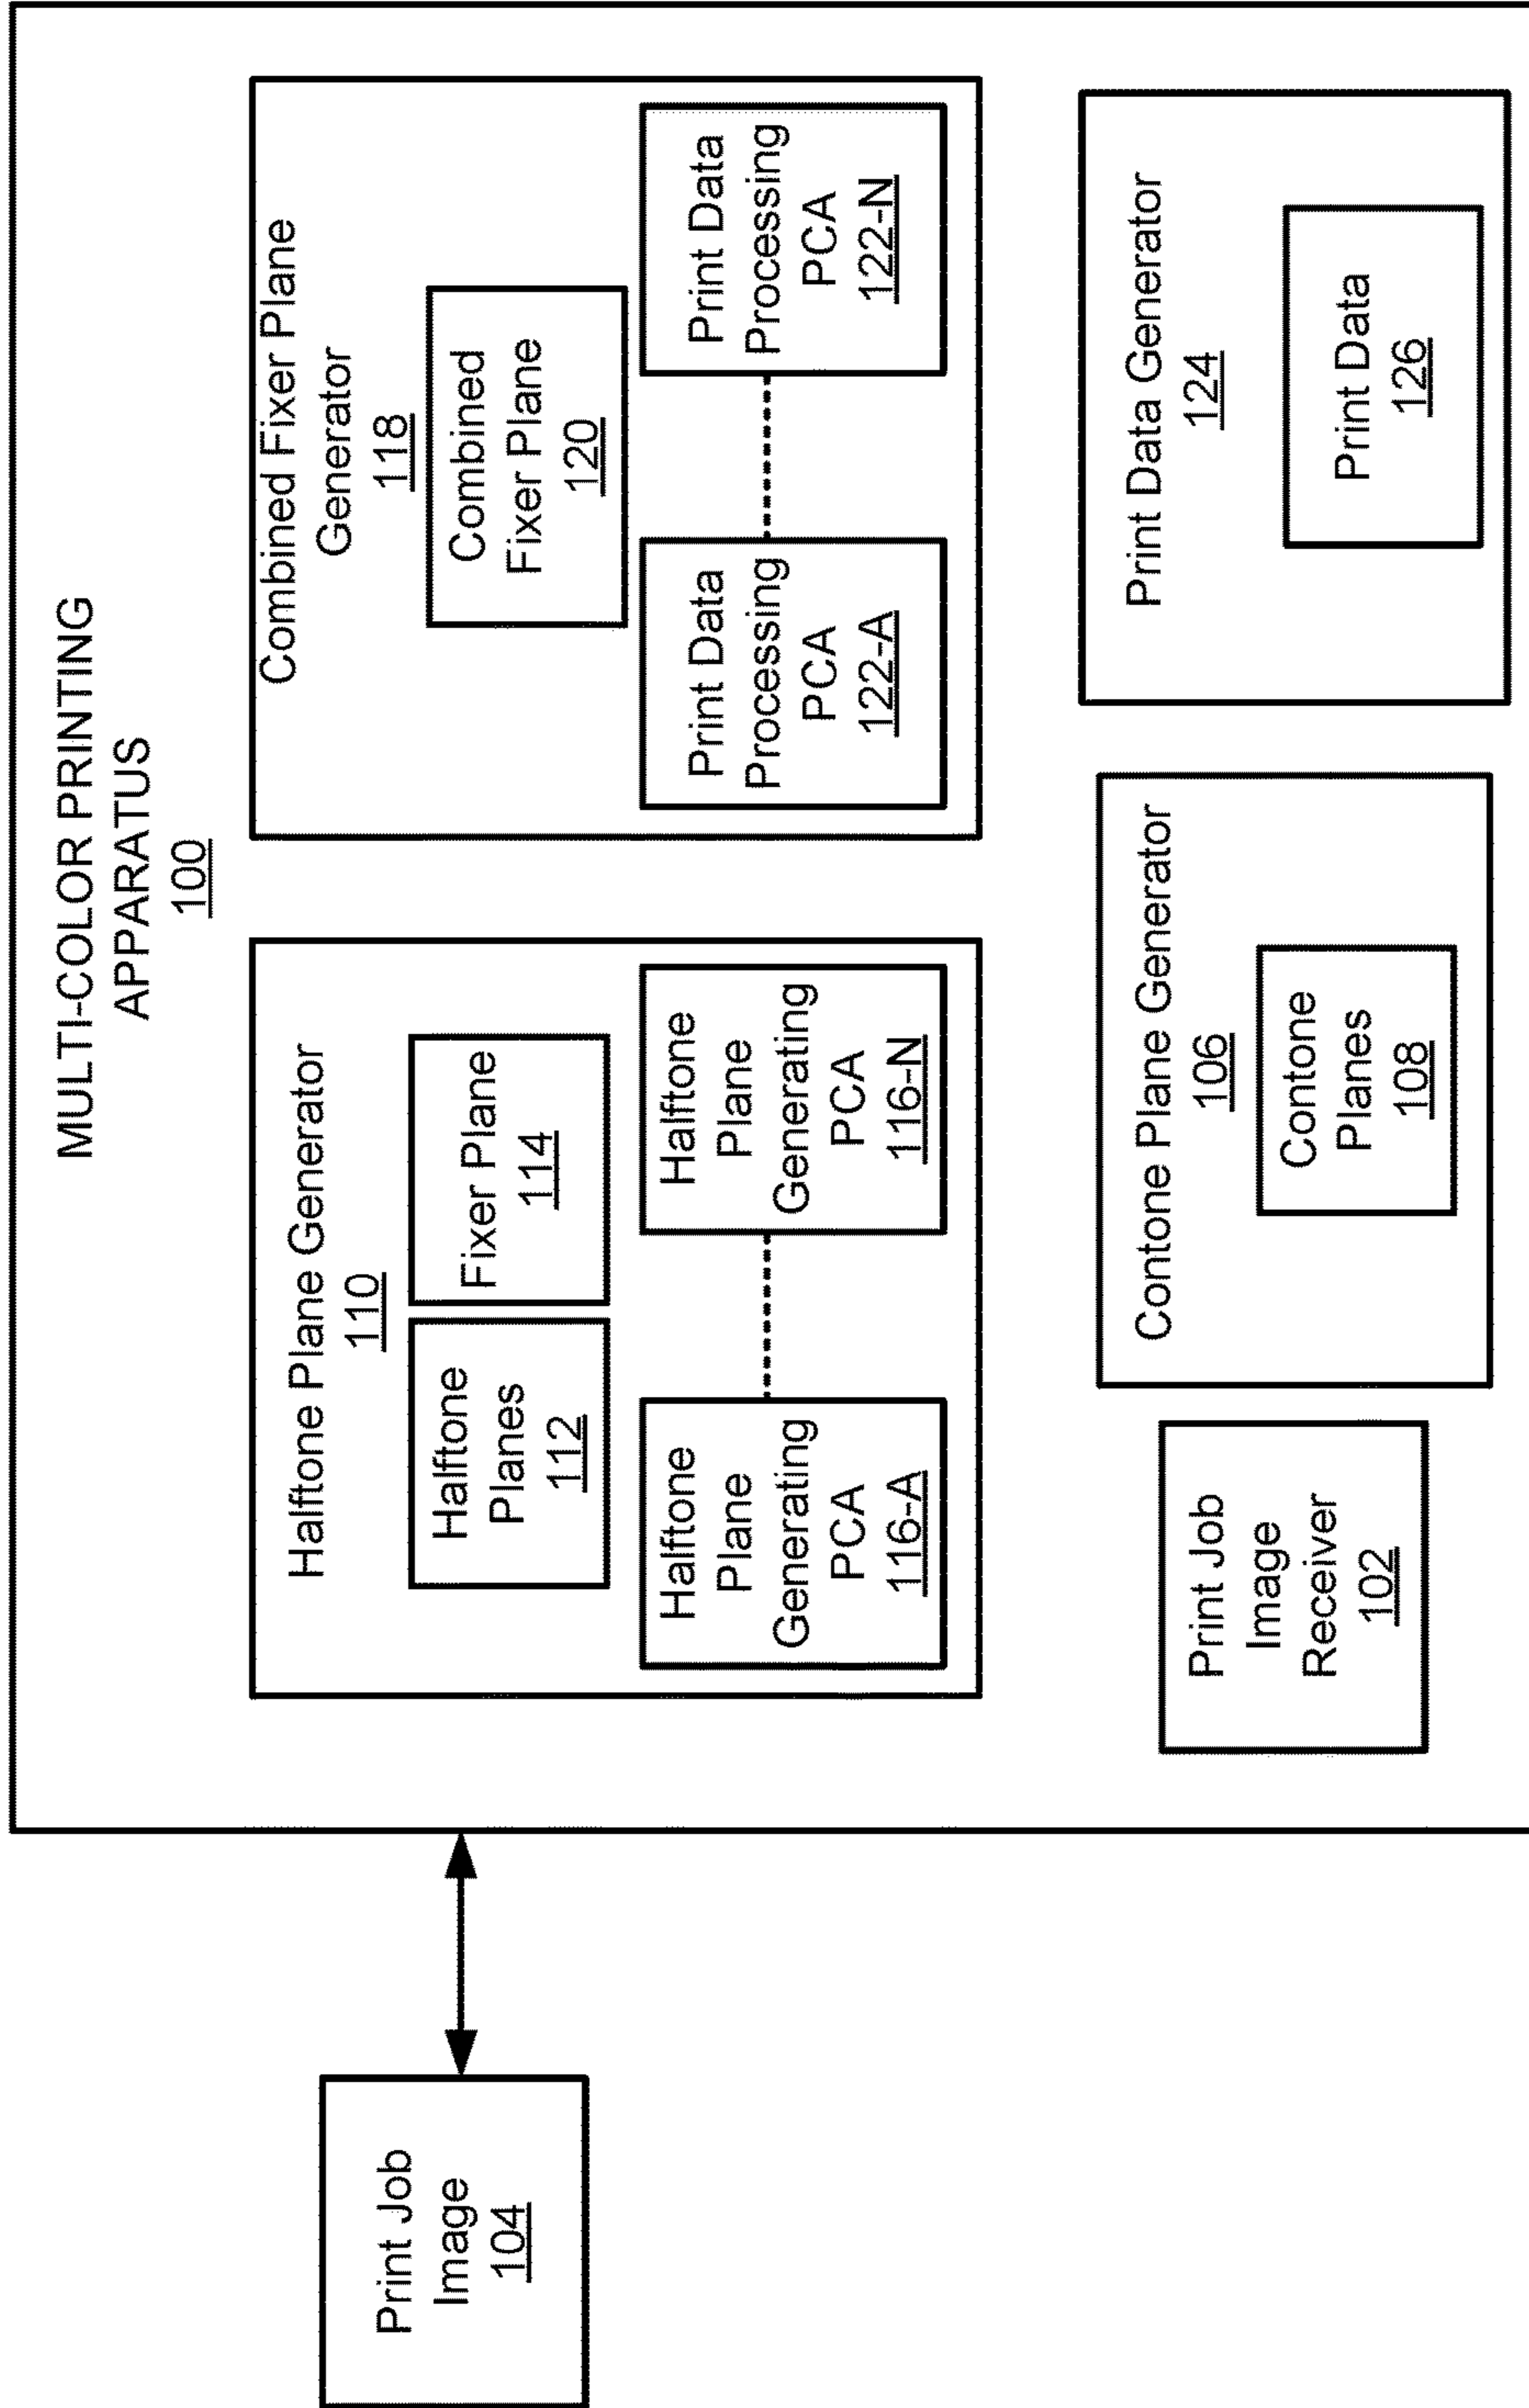 MULTI-COLOR PRINTING
APPARATUS
100
Print Job
Image
104
Halftone Plane Generator
110
Halftone
Planes
112
Fixer Plane
114
Halftone
Plane
Generating
PCA
116-A
Halftone
Plane
Generating
PCA
116-N
Combined Fixer Plane
Generator
118
Combined
Fixer Plane
120
Print Data
Processing
PCA
122-A
Print Data
Processing
PCA
122-N
Print Job
Image
Receiver
102
Contone Plane Generator
106
Contone
Planes
108
Print Data Generator
124
Print Data
126